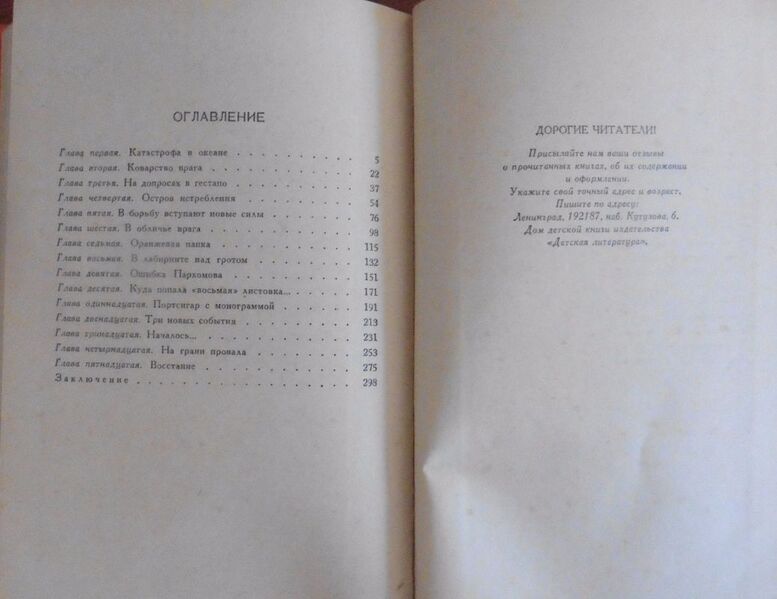 ОГЛАВЛЕНИЕ
Глава первая. Катастрофа в океане . . . . . . . . . . 5
Глава вторая. Коварство врага . . . . . . . . . . 22
Глава третья. На допросах в гестапо . . . . . . . . . . 37
Глава четвертая. Остров истребления . . . . . . . . . . 54
Глава пятая. В борьбу вступают новые силы . . . . . . . . 76
Глава шестая. В обличье врага . . . . . . . . . . 98
Глава седьмая. Оранжевая папка . . . . . . . . . . 115
Глава восьмая. В лабиринте над гротом . . . . . . . . . 132
Глава девятая. Ошибка Пархомова . . . . . . . . . . 151
Глава десятая. Куда попала «восьмая» листовка... . . . . . . 171
Глава одиннадцатая. Портсигар с монограммой . . . . . . . 191
Глава двенадцатая. Три новых события . . . . . . . . . 213
Глава тринадцатая. Началось... . . . . . . . . . . 231
Глава четырнадцатая. На грани провала . . . . . . . . . 253
Глава пятнадцатая. Восстание . . . . . . . . . . 275
Заключение . . . . . . . . . . . . . . 298
ДОРОГИЕ ЧИТАТЕЛИ!
Присылайте нам ваши отзывы
о прочитанных книгах, об их содержании
и оформлении.
Укажите свой точный адрес и возраст.
Пишите по адресу:
Ленинград, 192187, наб. Кутузова, 6.
Дом детской книги издательства
«Детская литература».